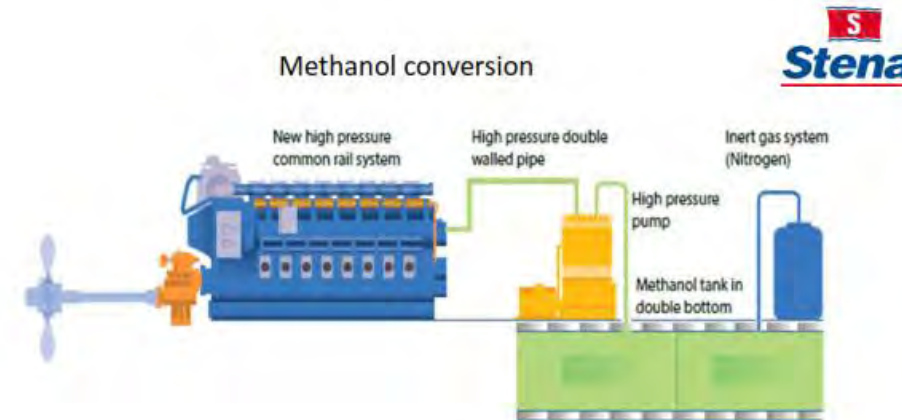 S
Stena
Methanol conversion
New high pressure
common rail system
High pressure double
walled pipe
Inert gas system
(Nitrogen)
High pressure
pump
Methanol tank in
double bottom